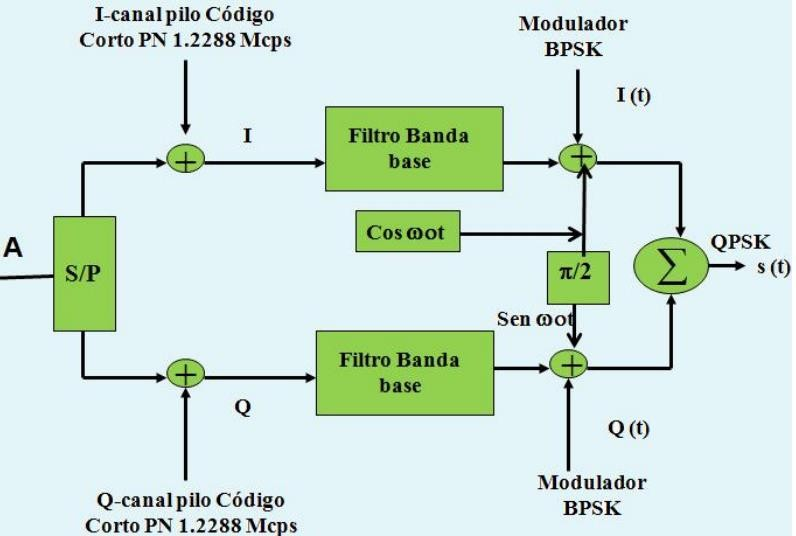 I-canal pilo Código
Corto PN 1.2288 Mcps
Modulador
BPSK
I (t)
I
+
Filtro Banda
base
+
A
S/P
Cos ωot
π/2
Σ
QPSK
s (t)
Sen ωot
+
Filtro Banda
base
+
Q
Q (t)
Q-canal pilo Código
Corto PN 1.2288 Mcps
Modulador
BPSK